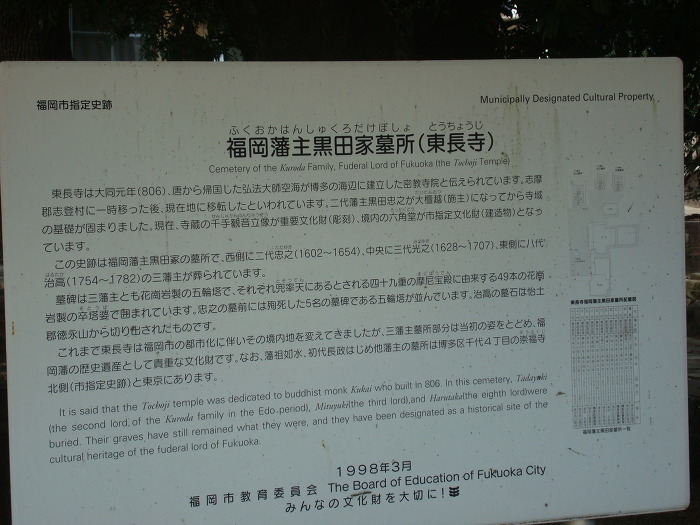 福岡市指定史跡
Municipally Designated Cultural Property
ふくおかはんしゅくろだけぼしょ とうちょうじ
福岡藩主黒田家墓所(東長寺)
Cemetery of the Kuroda Family, Fuderal Lord of Fukuoka (the Tochoji Temple)
東長寺は大同元年(806)、唐から帰国した弘法大師空海が博多の海辺に建立した密教寺院と伝えられています。志摩
郡志登村に一時移った後、現在地に移転したといわれています。二代藩主黒田忠之が大檀越(施主)になってから寺域
の基礎が固まりました。現在、寺蔵の千手観音立像が重要文化財(彫刻)、境内の六角堂が市指定文化財(建造物)となっ
ています。
この史跡は福岡藩主黒田家の墓所で、西側に二代忠之(1602〜1654)、中央に三代光之(1628〜1707)、東側に八代
治高(1754〜1782)の三藩主が葬られています。
墓碑は三藩主とも花崗岩製の五輪塔で、それぞれ兜率天にあるとされる四十九重の摩尼宝殿に由来する49本の花崗
岩製の卒塔婆で囲まれています。忠之の墓前には殉死した5名の墓碑である五輪塔が並んでいます。治高の墓石は怡土
郡徳永山から切り出されたものです。
これまで東長寺は福岡市の都市化に伴いその境内地を変えてきましたが、三藩主墓所部分は当初の姿をとどめ、福
岡藩の歴史遺産として貴重な文化財です。なお、藩祖如水、初代長政はじめ他藩主の墓所は博多区千代4丁目の崇福寺
北側(市指定史跡)と東京にあります。
It is said that the Tochoji temple was dedicated to buddhist monk Kukai who built in 806. In this cemetery, Tadayuki
(the second lord of the Kuroda family in the Edo period), Mitsuyuki(the third lord),and Harutaka(the eighth lord)were
buried. Their graves have still remained what they were, and they have been designated as a historical site of the
cultural heritage of the fuderal lord of Fukuoka.
1998年3月
福岡市教育委員会 The Board of Education of Fukuoka City
みんなの文化財を大切に!
東長寺福岡藩主黒田家墓所配置図
福岡藩主黒田家墓所一覧